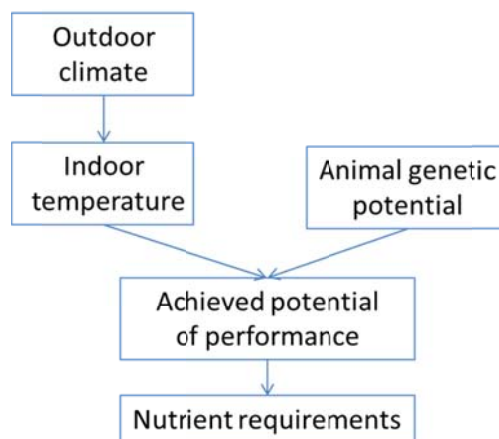 Outdoor
climate
Indoor
temperature
Animal genetic
potential
Achieved potential
of performance
Nutrient requirements